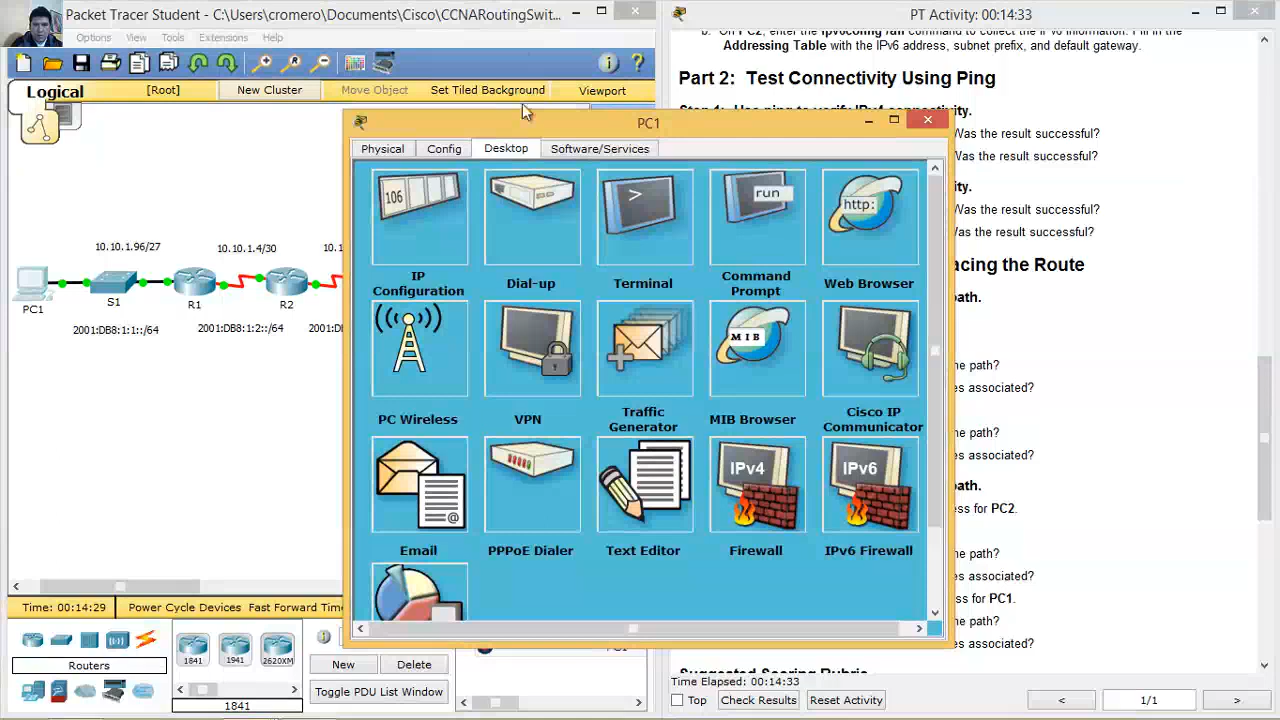 Packet Tracer Student - C:\Users\cromero\Documents\Cisco\CCNARoutingSwit...
Options View Tools Extensions Help
Logical [Root] New Cluster Move Object Set Tiled Background Viewport
10.10.1.96/27 10.10.1.4/30
PC1 S1 R1 R2
2001:DB8:1:1::/64 2001:DB8:1:2::/64
Time: 00:14:29 Power Cycle Devices Fast Forward Time
Routers
1841 1941 2620XM
1841
New Delete
Toggle PDU List Window
PC1
Physical Config Desktop Software/Services
106 > run http:
IP Configuration
Dial-up
Terminal
Command Prompt
Web Browser
MIB
PC Wireless
VPN
Traffic Generator
MIB Browser
Cisco IP Communicator
IPv4 IPv6
@
Email
PPPoE Dialer
Text Editor
Firewall
IPv6 Firewall
PT Activity: 00:14:33
Addressing Table with the IPv6 address, subnet prefix, and default gateway.
Part 2: Test Connectivity Using Ping
Was the result successful?
Was the result successful?
Was the result successful?
Was the result successful?
acing the Route
path.
e path?
es associated?
e path?
es associated?
path.
ess for PC2.
e path?
es associated?
ess for PC1.
e path?
es associated?
Suggested Scoring Rubric
Time Elapsed: 00:14:33
Top Check Results Reset Activity < 1/1 >